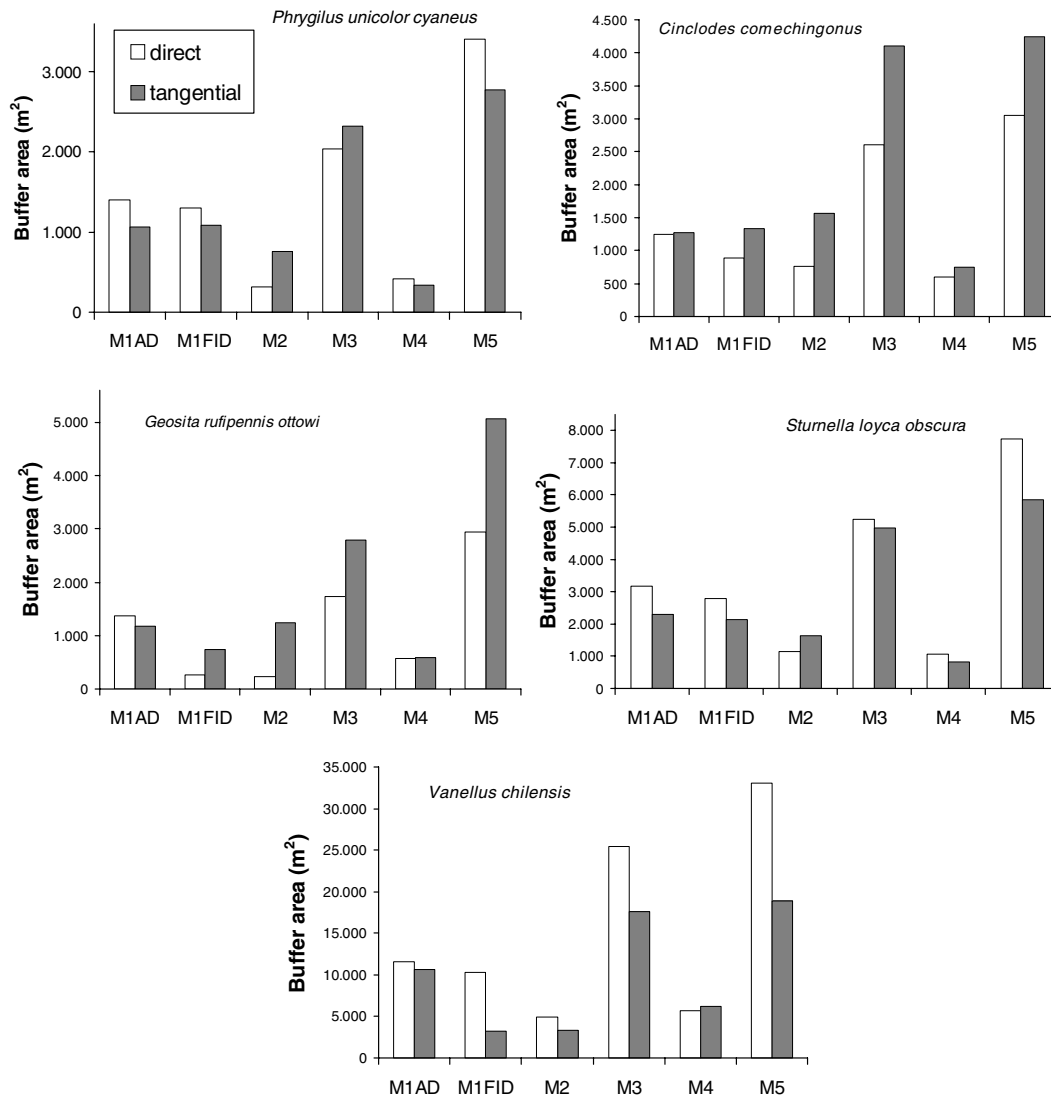 Phrygilus unicolor cyaneus
direct
tangential
Buffer area (m²)
3.000
2.000
1.000
0
M1AD M1FID M2 M3 M4 M5
Cinclodes comechingonus
Buffer area (m²)
4.500
4.000
3.500
3.000
2.500
2.000
1.500
1.000
500
0
M1AD M1FID M2 M3 M4 M5
Geosita rufipennis ottowi
Buffer area (m²)
5.000
4.000
3.000
2.000
1.000
0
M1AD M1FID M2 M3 M4 M5
Sturnella loyca obscura
Buffer area (m²)
8.000
7.000
6.000
5.000
4.000
3.000
2.000
1.000
0
M1AD M1FID M2 M3 M4 M5
Vanellus chilensis
Buffer area (m²)
35.000
30.000
25.000
20.000
15.000
10.000
5.000
0
M1AD M1FID M2 M3 M4 M5